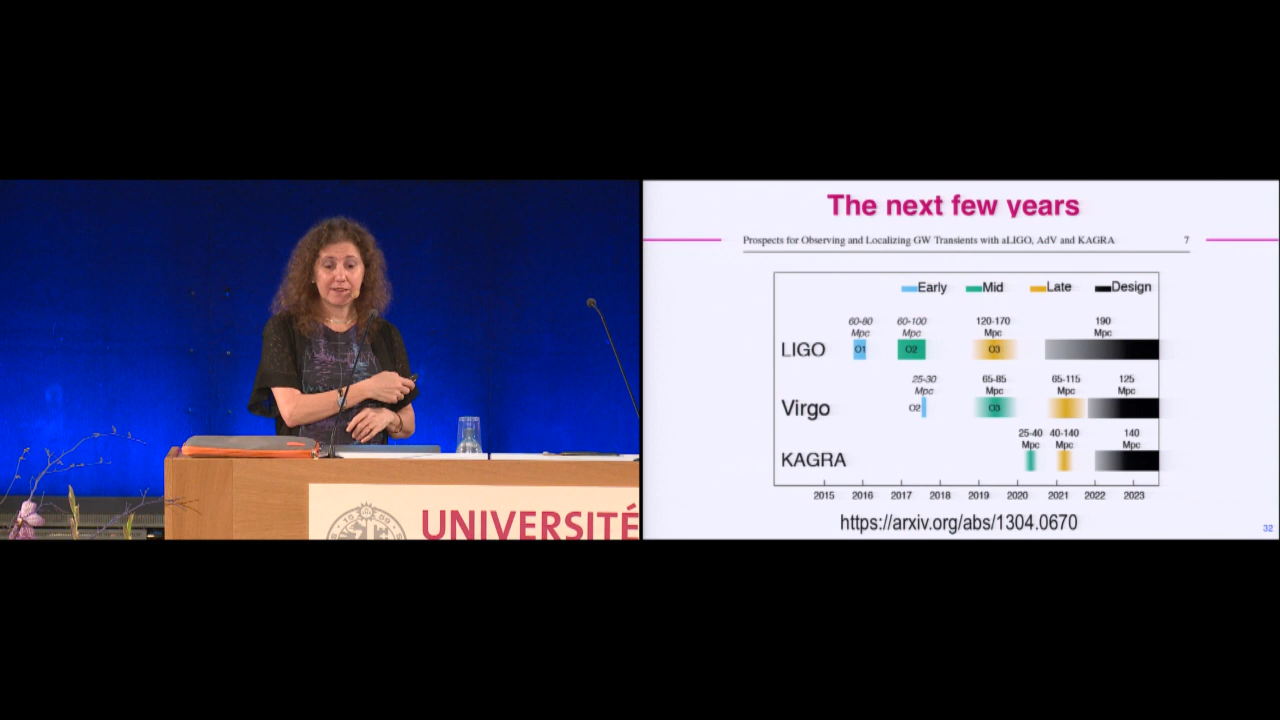 UNIVERSITÉ
1559
The next few years
Prospects for Observing and Localizing GW Transients with aLIGO, AdV and KAGRA 7
Early Mid Late Design
60-80 Mpc 60-100 Mpc 120-170 Mpc 190 Mpc
LIGO O1 O2 O3
25-30 Mpc 65-85 Mpc 65-115 Mpc 125 Mpc
Virgo O2 O3
25-40 Mpc 40-140 Mpc 140 Mpc
KAGRA
2015 2016 2017 2018 2019 2020 2021 2022 2023
https://arxiv.org/abs/1304.0670
32